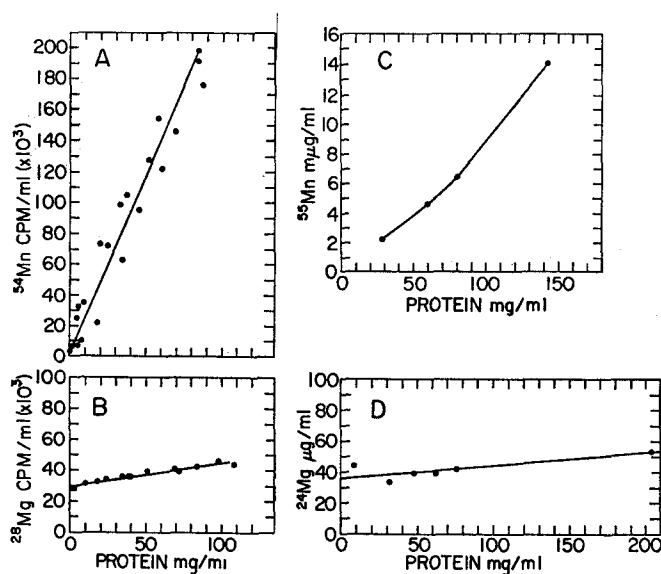 A
200
180
160
140
120
100
80
60
40
20
0
⁵⁴Mn CPM/ml (x10³)
B
100
80
60
40
20
0
²⁸Mg CPM/ml (x10³)
0 50 100
PROTEIN mg/ml
C
16
14
12
10
8
6
4
2
0
⁵⁵Mn mμg/ml
0 50 100 150
PROTEIN mg/ml
D
100
80
60
40
20
0
²⁴Mg μg/ml
0 50 100 150 200
PROTEIN mg/ml